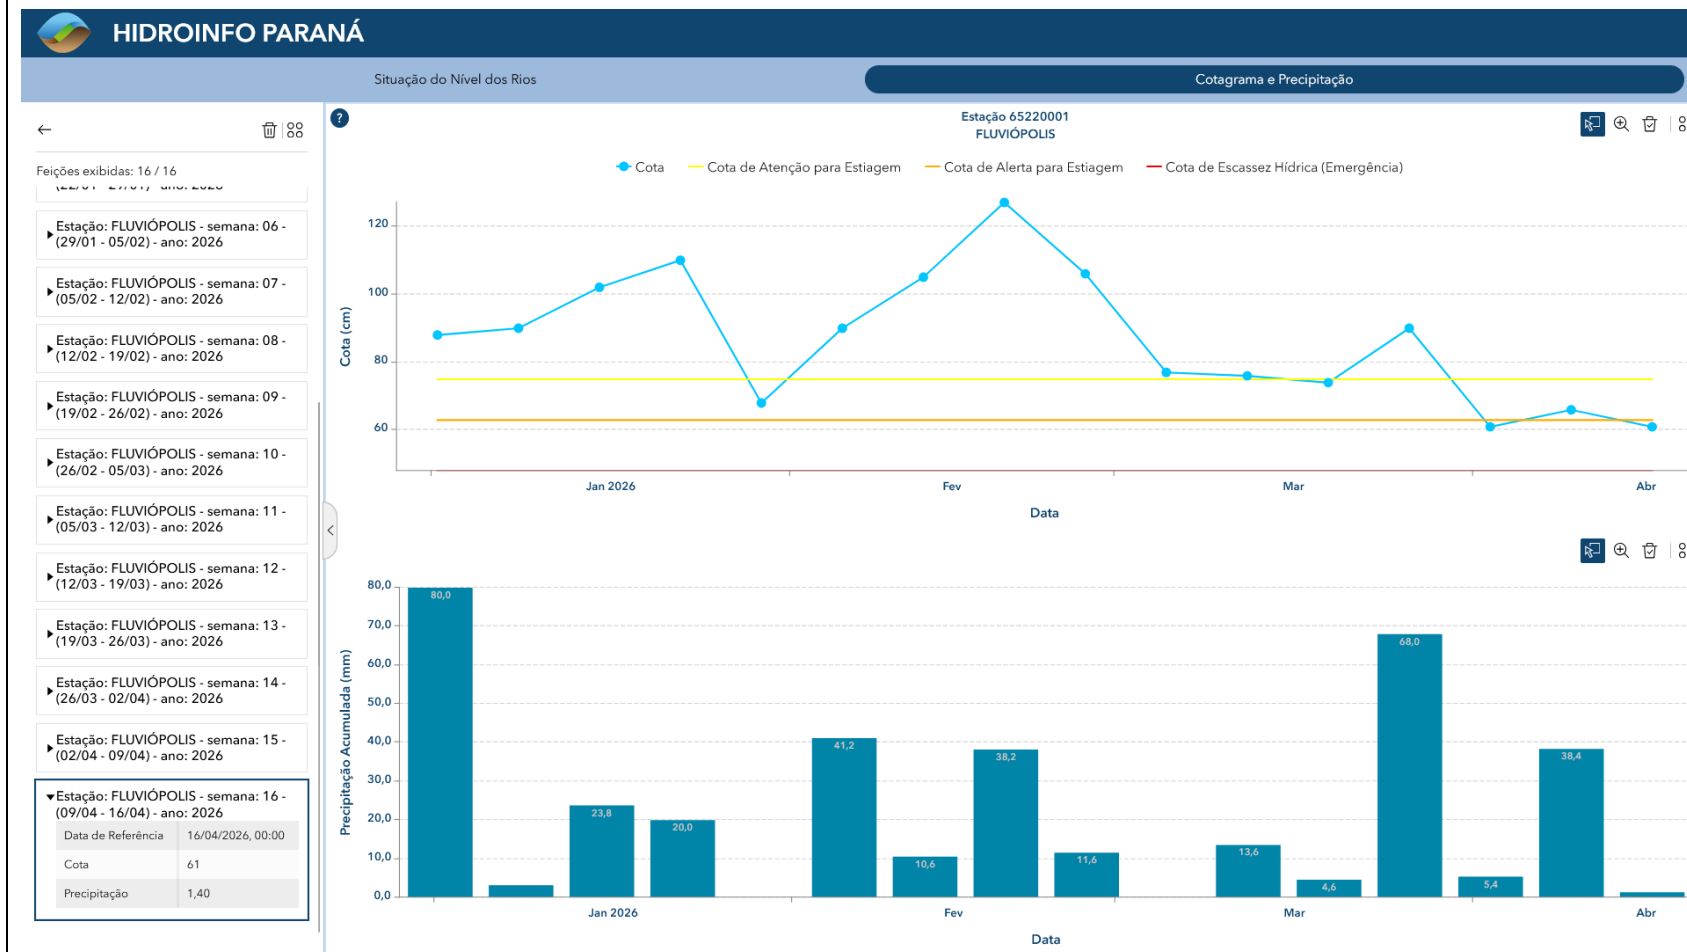 HIDROINFO PARANÁ
Situação do Nível dos Rios
Cotagrama e Precipitação
Feições exibidas: 16 / 16
Estação: FLUVIÓPOLIS - semana: 06 -
(29/01 - 05/02) - ano: 2026
Estação: FLUVIÓPOLIS - semana: 07 -
(05/02 - 12/02) - ano: 2026
Estação: FLUVIÓPOLIS - semana: 08 -
(12/02 - 19/02) - ano: 2026
Estação: FLUVIÓPOLIS - semana: 09 -
(19/02 - 26/02) - ano: 2026
Estação: FLUVIÓPOLIS - semana: 10 -
(26/02 - 05/03) - ano: 2026
Estação: FLUVIÓPOLIS - semana: 11 -
(05/03 - 12/03) - ano: 2026
Estação: FLUVIÓPOLIS - semana: 12 -
(12/03 - 19/03) - ano: 2026
Estação: FLUVIÓPOLIS - semana: 13 -
(19/03 - 26/03) - ano: 2026
Estação: FLUVIÓPOLIS - semana: 14 -
(26/03 - 02/04) - ano: 2026
Estação: FLUVIÓPOLIS - semana: 15 -
(02/04 - 09/04) - ano: 2026
Estação: FLUVIÓPOLIS - semana: 16 -
(09/04 - 16/04) - ano: 2026
Data de Referência 16/04/2026, 00:00
Cota 61
Precipitação 1,40
?
Estação 65220001
FLUVIÓPOLIS
Cota Cota de Atenção para Estiagem Cota de Alerta para Estiagem Cota de Escassez Hídrica (Emergência)
Cota (cm)
120
100
80
60
Jan 2026 Fev Mar Abr
Data
Precipitação Acumulada (mm)
80,0
70,0
60,0
50,0
40,0
30,0
20,0
10,0
0,0
80,0
23,8
20,0
41,2
10,6
38,2
11,6
13,6
4,6
68,0
5,4
38,4
Jan 2026 Fev Mar Abr
Data